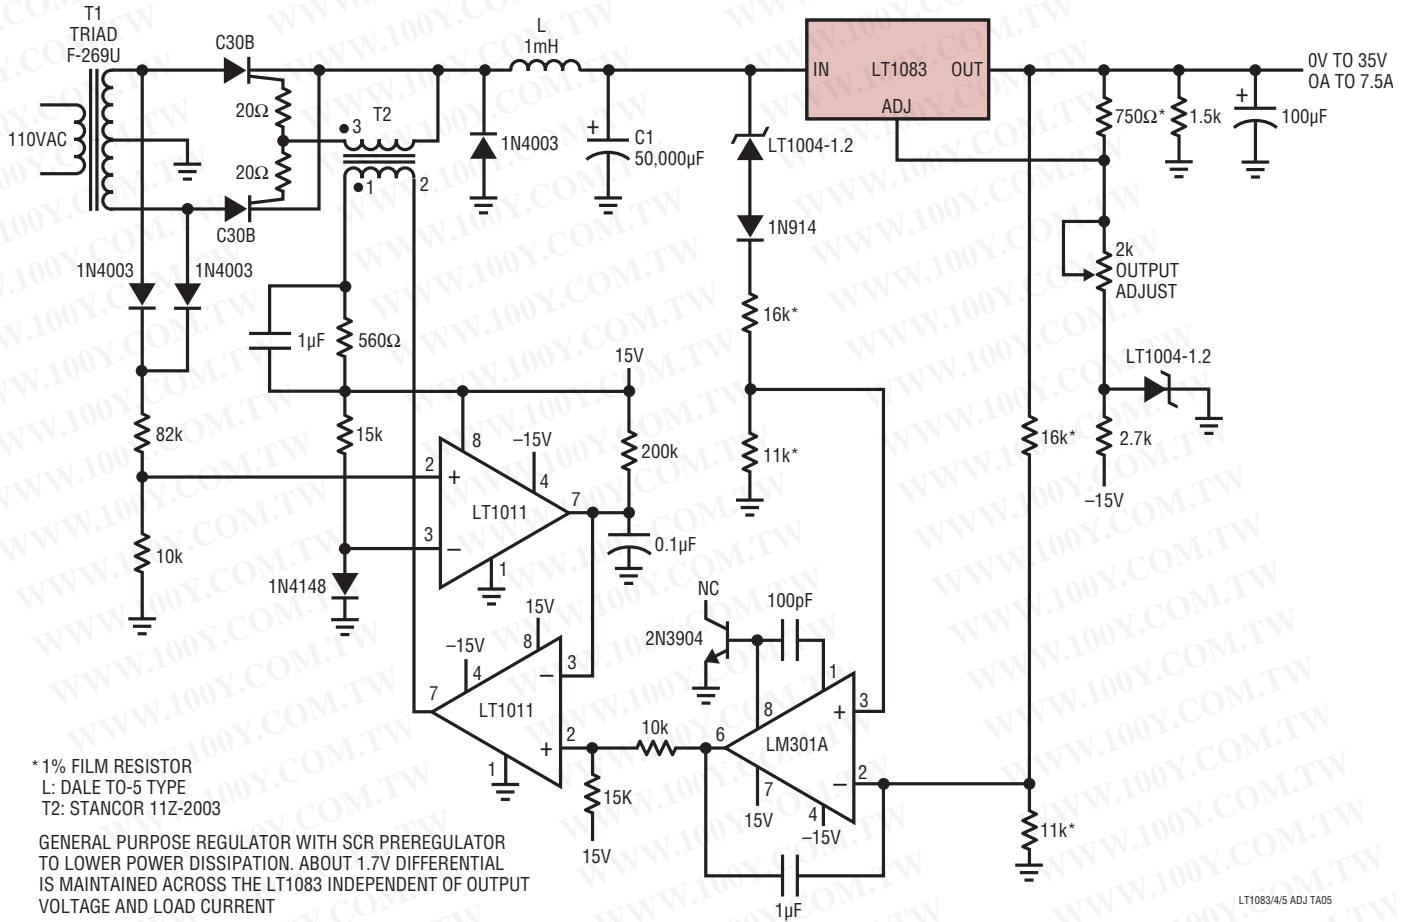 T1
TRIAD
F-269U
110VAC
C30B
20Ω
20Ω
C30B
T2
3
1
2
1N4003
1N4003
1N4003
L
1mH
+
C1
50,000µF
LT1004-1.2
1N914
16k*
11k*
IN
LT1083
OUT
ADJ
0V TO 35V
0A TO 7.5A
750Ω*
1.5k
+
100µF
2k
OUTPUT
ADJUST
LT1004-1.2
16k*
2.7k
–15V
1µF
560Ω
15V
82k
15k
10k
1N4148
200k
8
–15V
4
2
+
LT1011
7
3
–
1
0.1µF
15V
8
–15V
4
7
LT1011
–
3
+
2
1
10k
15K
15V
NC
2N3904
100pF
1
8
+
3
6
LM301A
–
2
7
15V
4
–15V
1µF
11k*
* 1% FILM RESISTOR
L: DALE TO-5 TYPE
T2: STANCOR 11Z-2003
GENERAL PURPOSE REGULATOR WITH SCR PREREGULATOR
TO LOWER POWER DISSIPATION. ABOUT 1.7V DIFFERENTIAL
IS MAINTAINED ACROSS THE LT1083 INDEPENDENT OF OUTPUT
VOLTAGE AND LOAD CURRENT
LT1083/4/5 ADJ TA05
WWW.100Y.COM.TW